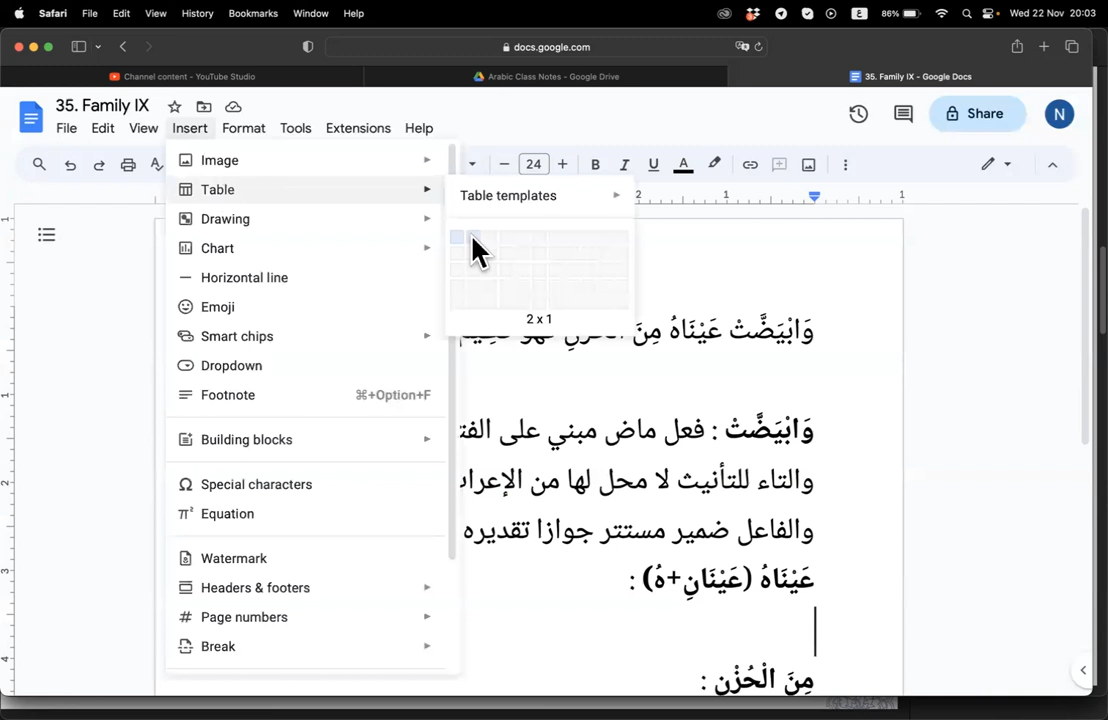 Safari File Edit View History Bookmarks Window Help 86% Wed 22 Nov 20:03
docs.google.com
Channel content - YouTube Studio Arabic Class Notes - Google Drive 35. Family IX - Google Docs
35. Family IX
File Edit View Insert Format Tools Extensions Help
Share N
24 B I U A
Image
Table
Drawing
Chart
Horizontal line
Emoji
Smart chips
Dropdown
Footnote ⌘+Option+F
Building blocks
Special characters
Equation
Watermark
Headers & footers
Page numbers
Break
Table templates
2 x 1
وَابْيَضَّتْ عَيْنَاهُ مِنَ
وَابْيَضَّتْ : فعل ماض مبني على
والتاء للتأنيث لا محل لها من
والفاعل ضمير مستتر جوازا تقديره
عَيْنَاهُ (عَيْنَانِ+هُ) :
مِنَ الْحُزْنِ :